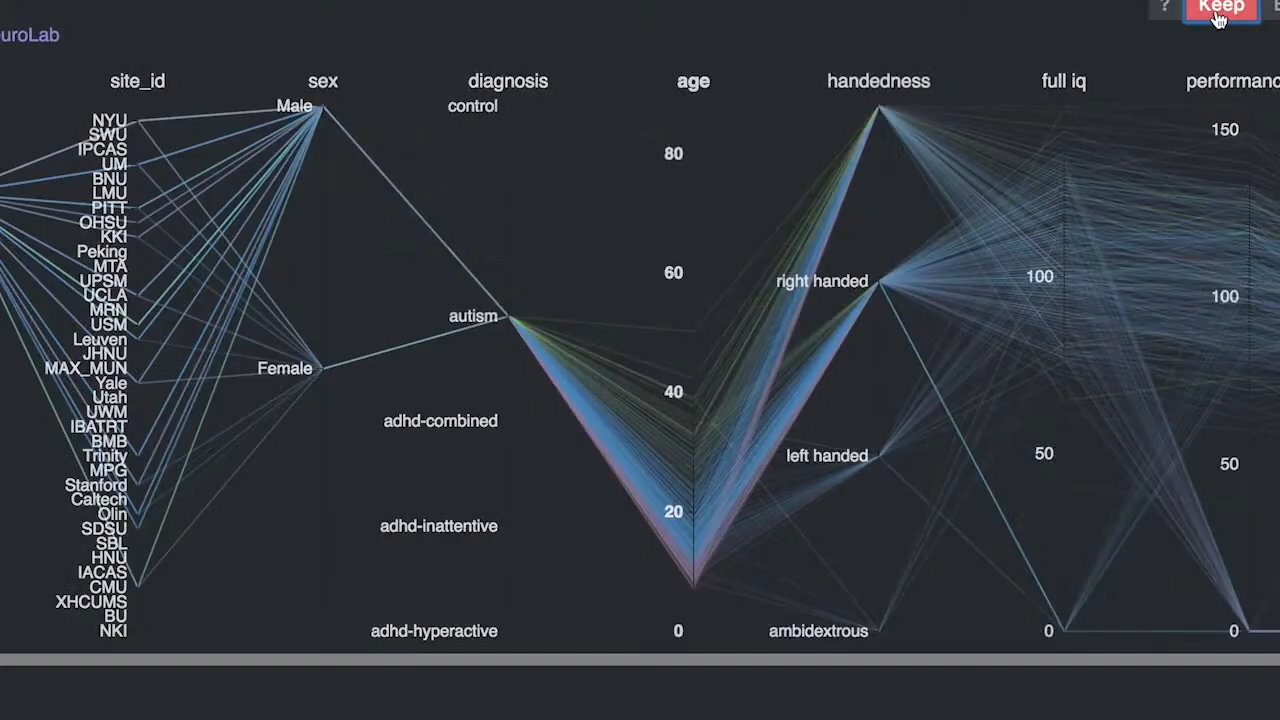 ? Keep
uroLab
site_id sex diagnosis age handedness full iq performanc
NYU
SWU
IPCAS
UM
BNU
LMU
PITT
OHSU
KKI
Peking
MTA
UPSM
UCLA
MRN
USM
Leuven
JHNU
MAX_MUN
Yale
Utah
UWM
IBATRT
BMB
Trinity
MPG
Stanford
Caltech
Olin
SDSU
SBL
HNU
IACAS
CMU
XHCUMS
BU
NKI
Male
Female
control
autism
adhd-combined
adhd-inattentive
adhd-hyperactive
80
60
40
20
0
right handed
left handed
ambidextrous
100
50
0
150
100
50
0